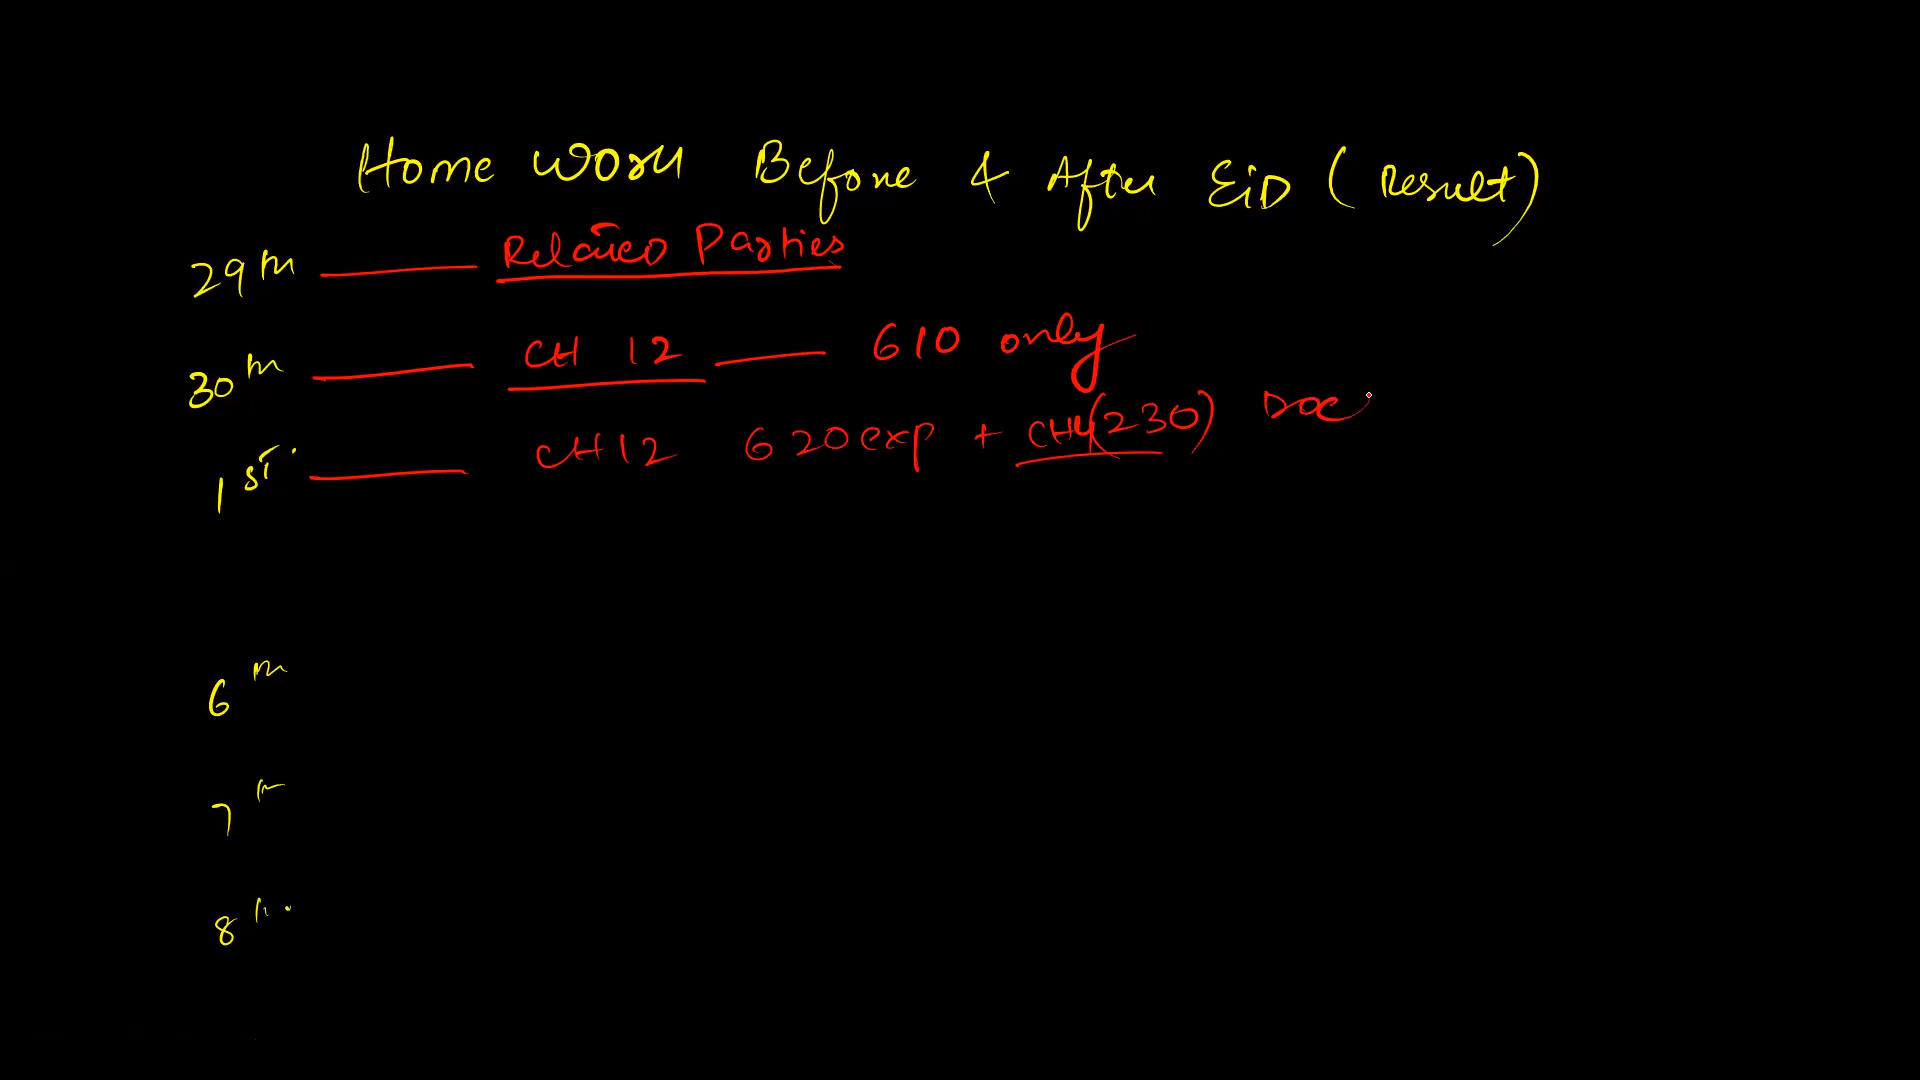 Home Work Before & After EiD (Result)
29th — Related Parties
30th — CH 12 — 610 only
1st — CH12 620 exp + CH4(230) DOC
6th
7th
8th